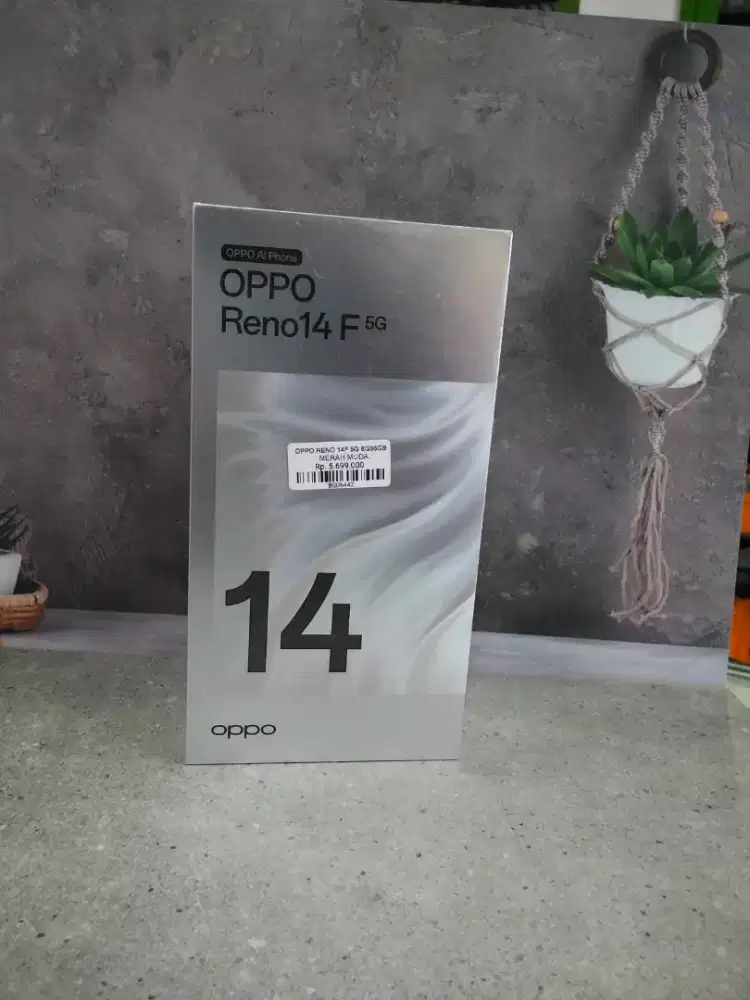 OPPO AI Phone
OPPO
Reno14 F 5G
OPPO RENO 14F 5G 8/256GB
MERAH MUDA
Rp. 5.699.000
14
oppo